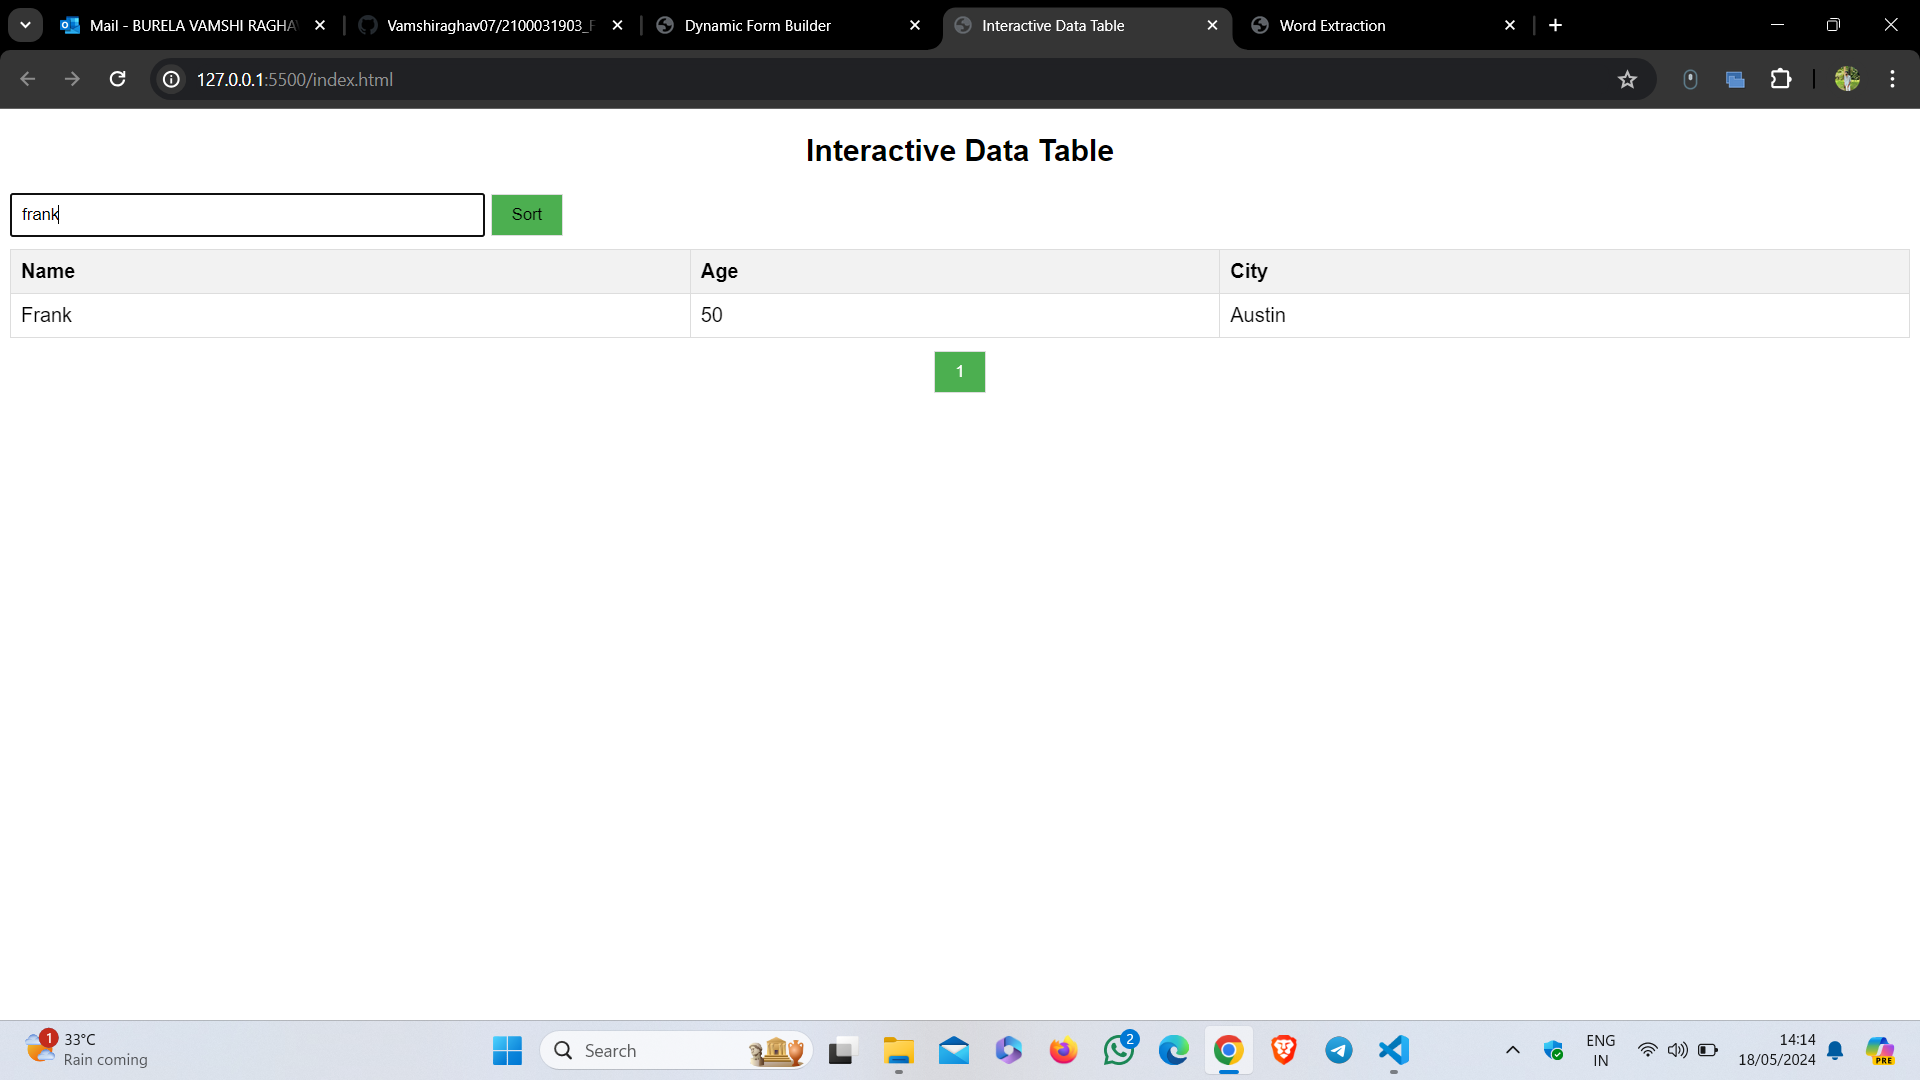 Mail - BURELA VAMSHI RAGHA
Vamshiraghav07/2100031903_F
Dynamic Form Builder
Interactive Data Table
Word Extraction
127.0.0.1:5500/index.html
Interactive Data Table
frank
Sort
Name Age City
Frank 50 Austin
1
1
33°C
Rain coming
Search
2
ENG
IN
14:14
18/05/2024
PRE